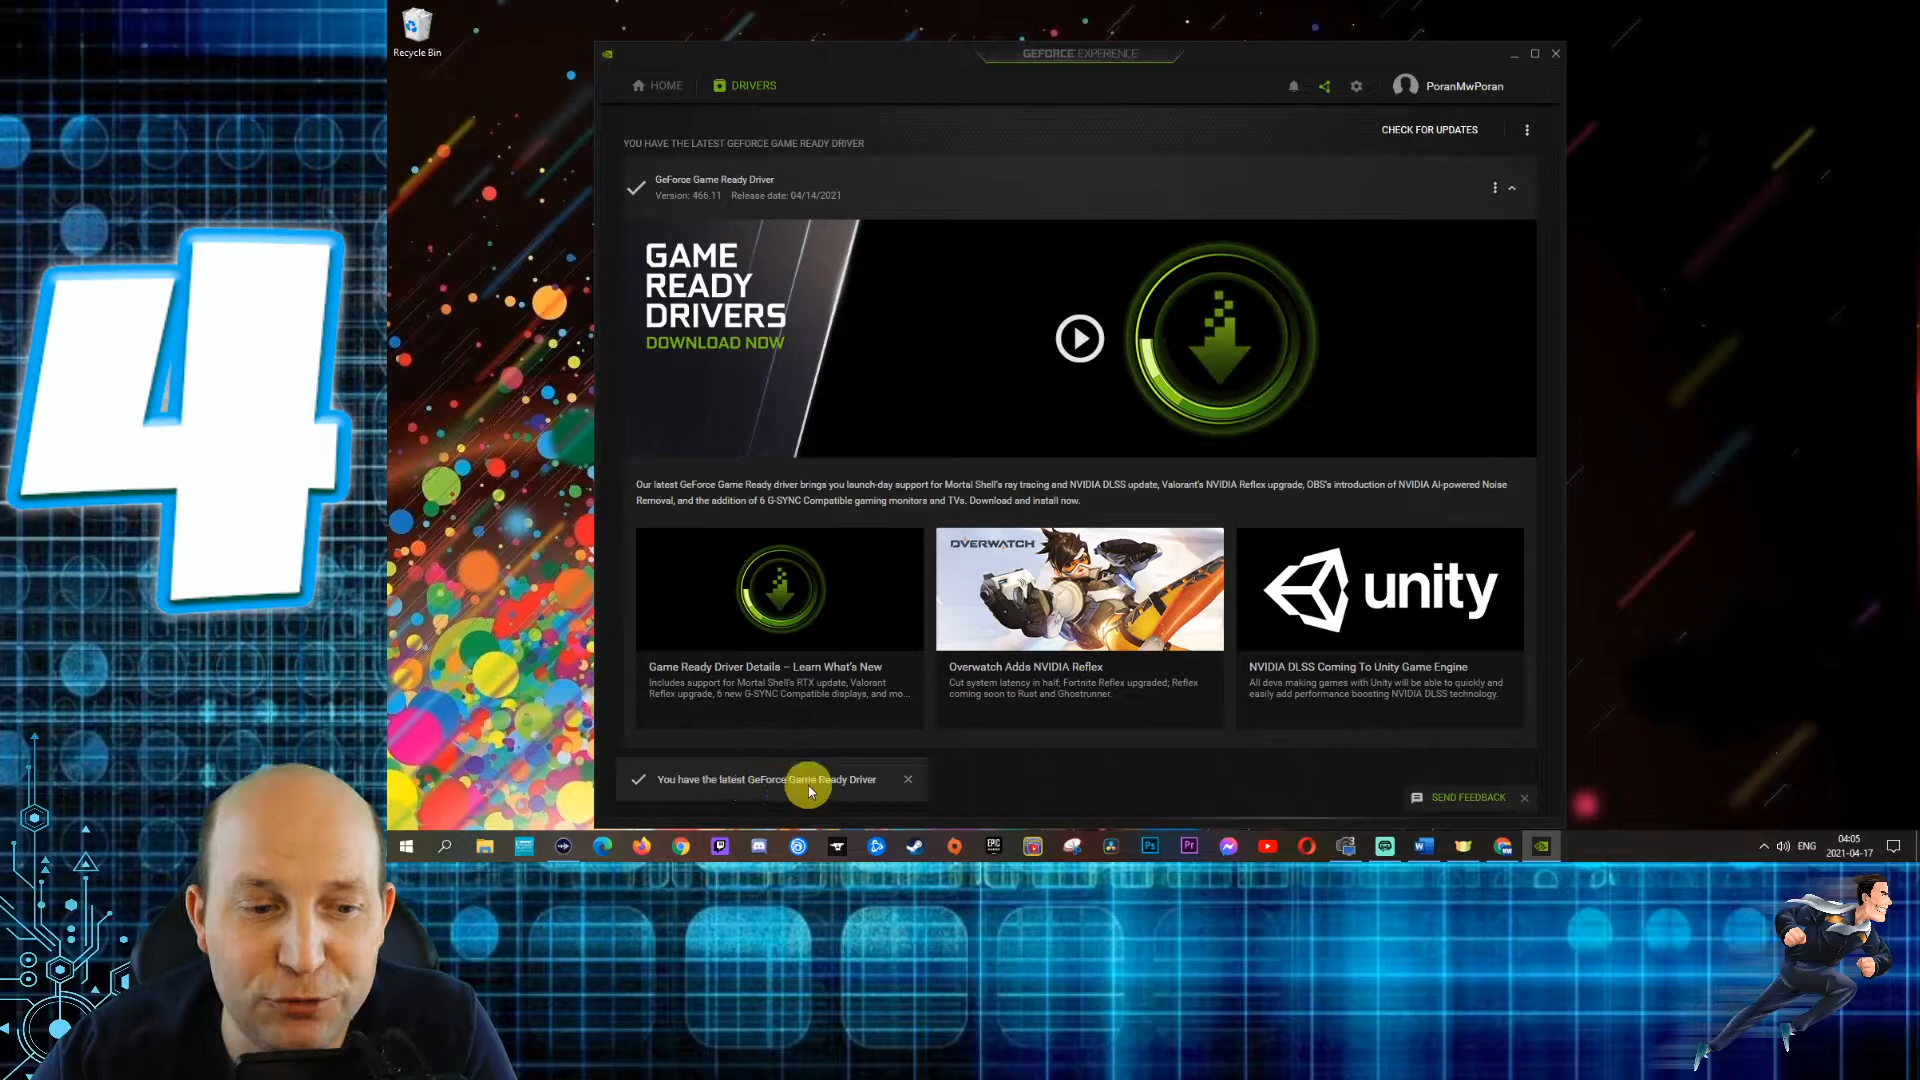 4
Recycle Bin
GEFORCE EXPERIENCE
HOME
DRIVERS
PoranMwPoran
CHECK FOR UPDATES
YOU HAVE THE LATEST GEFORCE GAME READY DRIVER
GeForce Game Ready Driver
Version: 466.11 Release date: 04/14/2021
GAME
READY
DRIVERS
DOWNLOAD NOW
Our latest GeForce Game Ready driver brings you launch-day support for Mortal Shell's ray tracing and NVIDIA DLSS update, Valorant's NVIDIA Reflex upgrade, OBS's introduction of NVIDIA AI-powered Noise
Removal, and the addition of 6 G-SYNC Compatible gaming monitors and TVs. Download and install now.
OVERWATCH
unity
Game Ready Driver Details – Learn What's New
Includes support for Mortal Shell's RTX update, Valorant
Reflex upgrade, 6 new G-SYNC Compatible displays, and mo...
Overwatch Adds NVIDIA Reflex
Cut system latency in half; Fortnite Reflex upgraded; Reflex
coming soon to Rust and Ghostrunner.
NVIDIA DLSS Coming To Unity Game Engine
All devs making games with Unity will be able to quickly and
easily add performance boosting NVIDIA DLSS technology.
You have the latest GeForce Game Ready Driver
SEND FEEDBACK
EPIC
Ps
Pr
W
ENG
04:05
2021-04-17